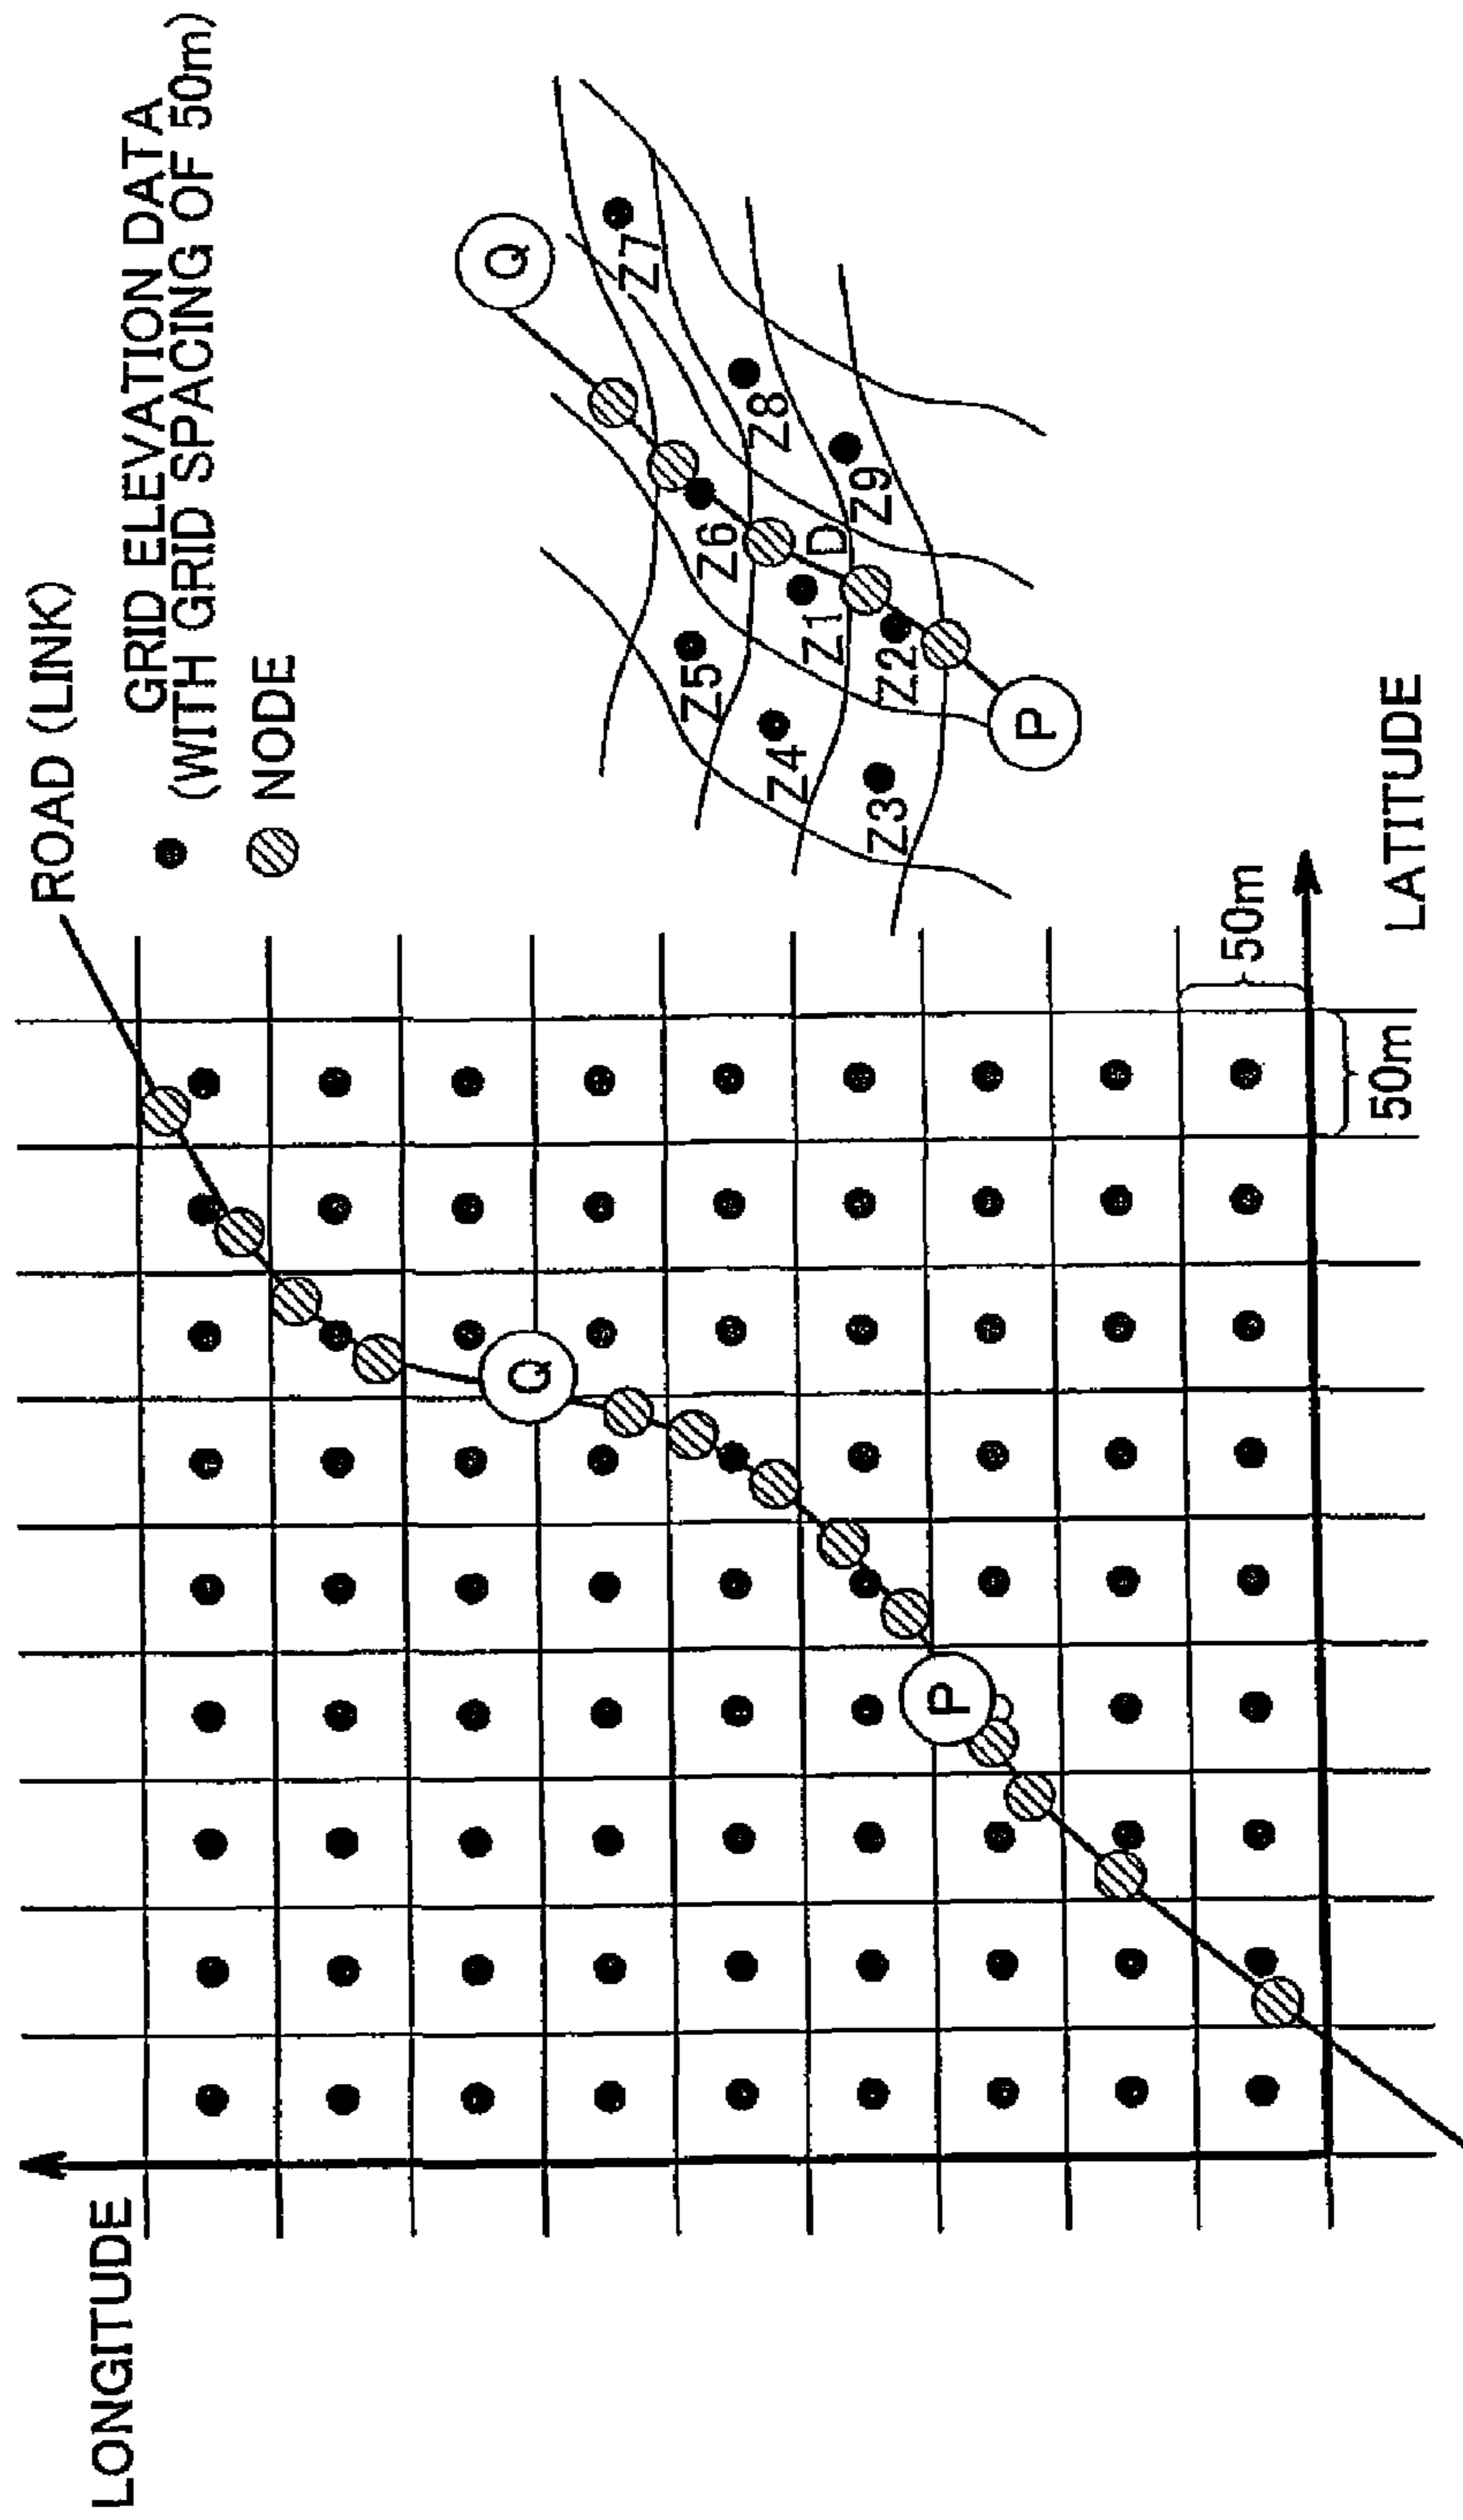 LONGITUDE
ROAD (LINK)
GRID ELEVATION DATA
(WITH GRID SPACING OF 50m)
NODE
Q
P
Q
Z7
Z6
Z8
Z5
Z1
D
Z9
Z4
Z2
Z3
P
50m
50m
LATITUDE